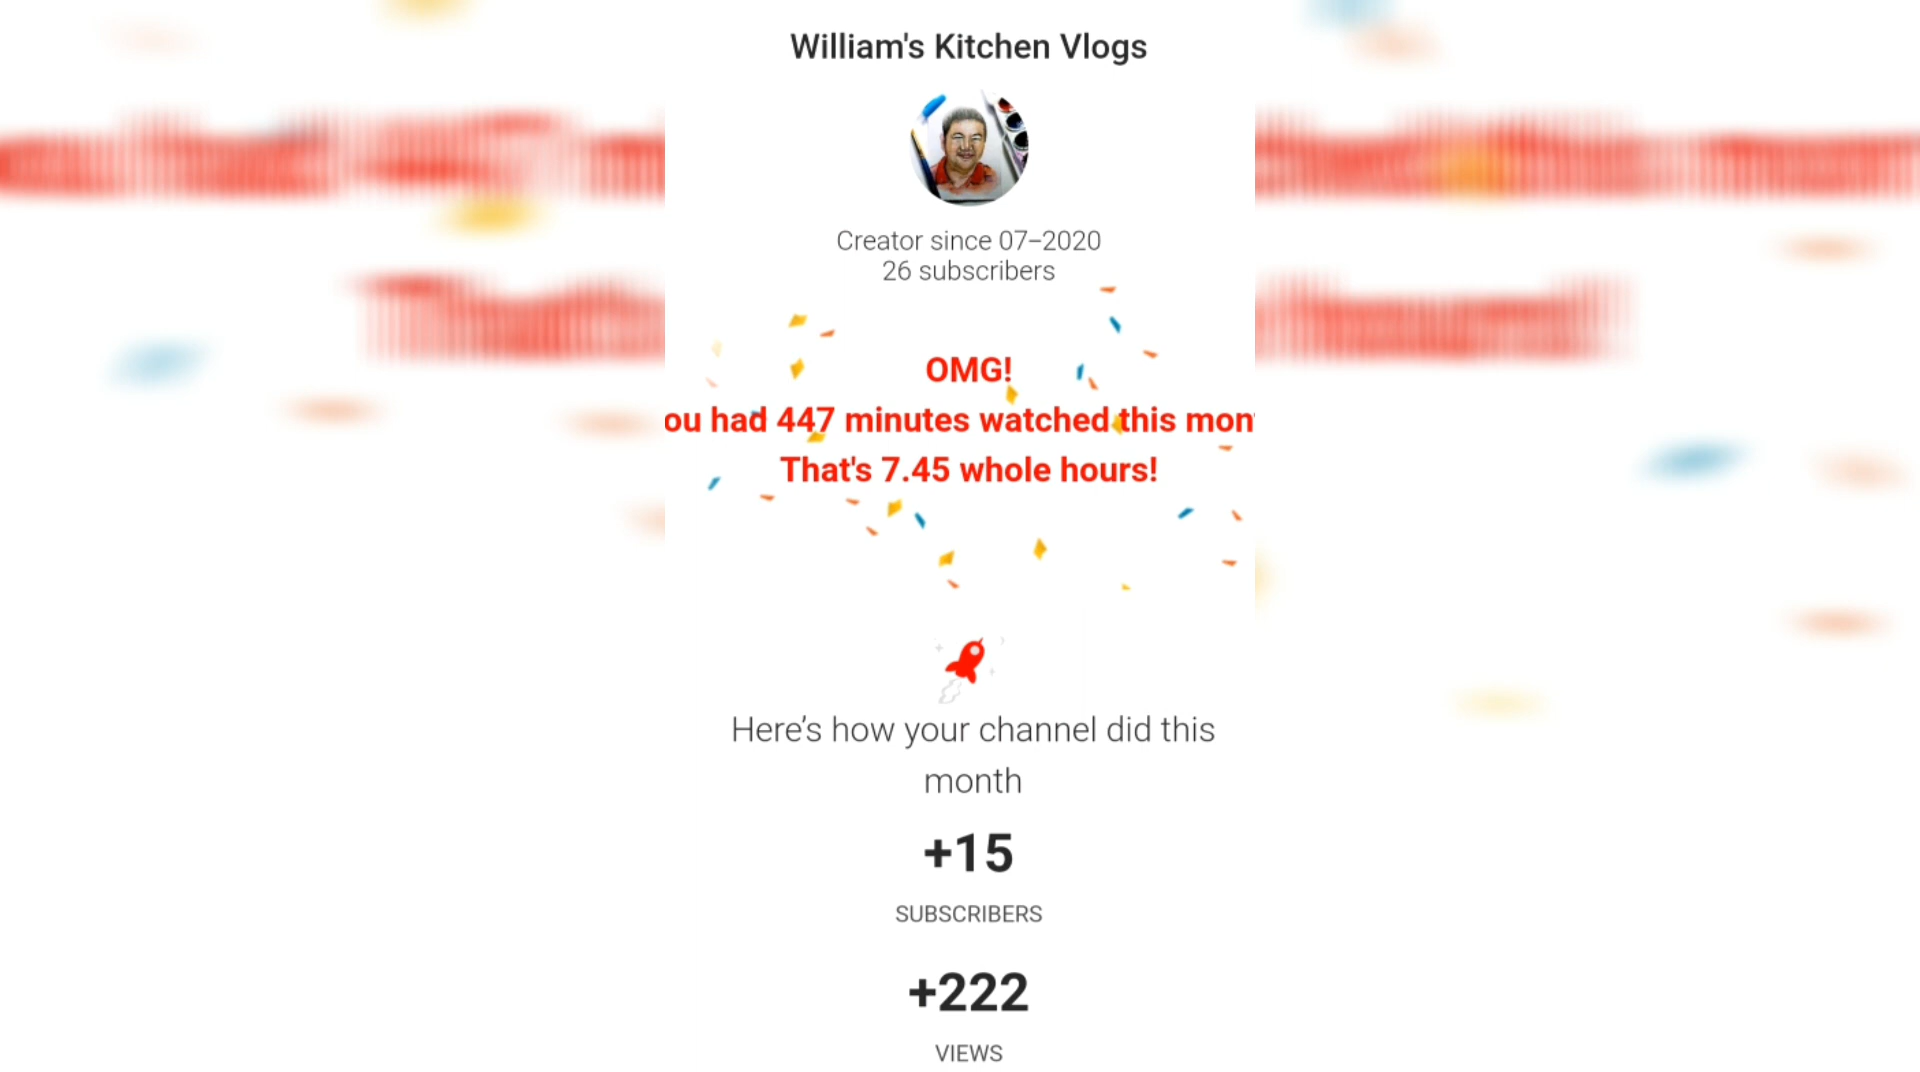 William's Kitchen Vlogs
Creator since 07–2020
26 subscribers
OMG!
ou had 447 minutes watched this mon
That's 7.45 whole hours!
Here’s how your channel did this
month
+15
SUBSCRIBERS
+222
VIEWS